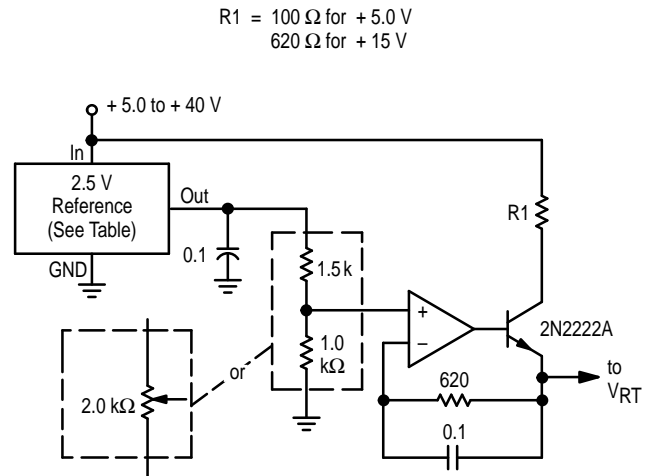 R1 = 100 Ω for + 5.0 V
620 Ω for + 15 V
+ 5.0 to + 40 V
In
2.5 V
Reference
(See Table)
Out
GND
0.1
1.5 k
R1
1.0
kΩ
+
–
2N2222A
or
2.0 kΩ
620
0.1
to
VRT